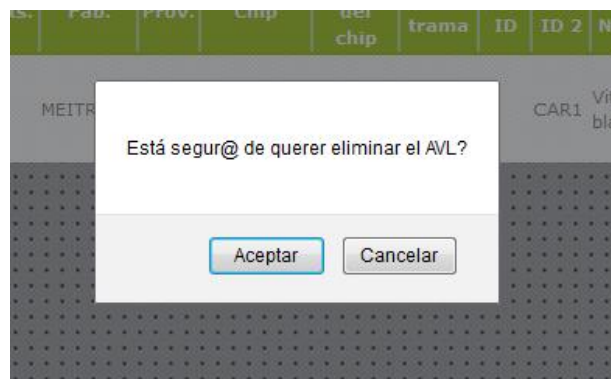 Fab.
Prov.
Chip
del
chip
trama
ID
ID 2
MEITR
CAR1
Está segur@ de querer eliminar el AVL?
Aceptar
Cancelar